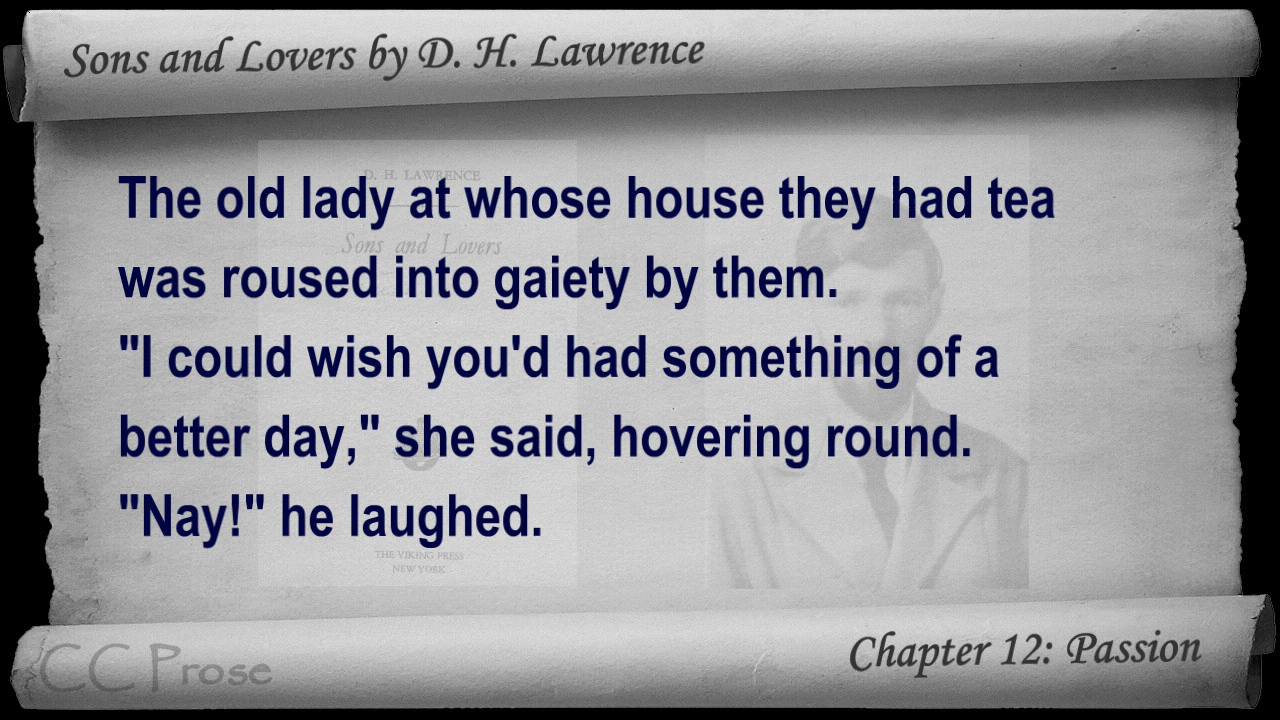 Sons and Lovers by D. H. Lawrence
D. H. LAWRENCE
The old lady at whose house they had tea
Sons and Lovers
was roused into gaiety by them.
"I could wish you'd had something of a
better day," she said, hovering round.
"Nay!" he laughed.
THE VIKING PRESS
NEW YORK
Chapter 12: Passion
CC Prose